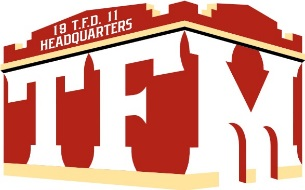 19 T.F.D. 11
HEADQUARTERS
TFM